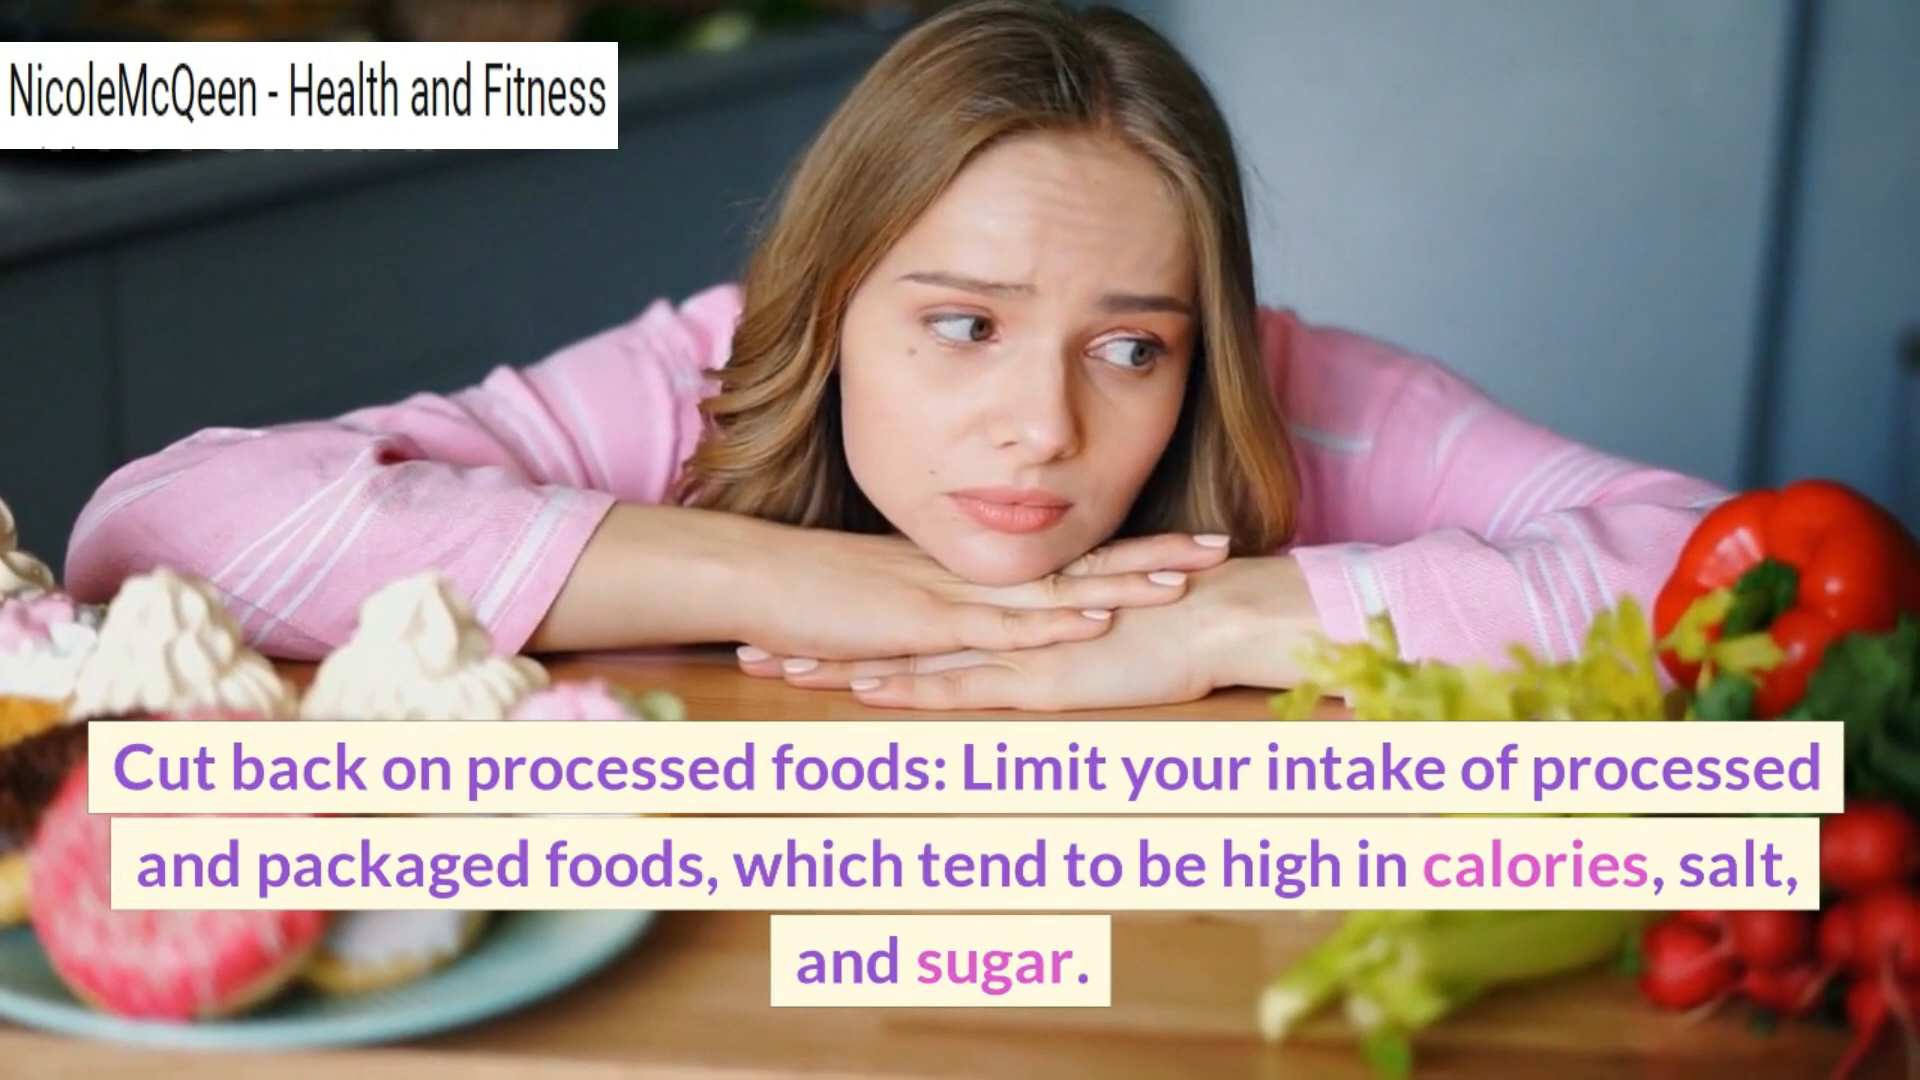 NicoleMcQeen - Health and Fitness
Cut back on processed foods: Limit your intake of processed
and packaged foods, which tend to be high in calories, salt,
and sugar.